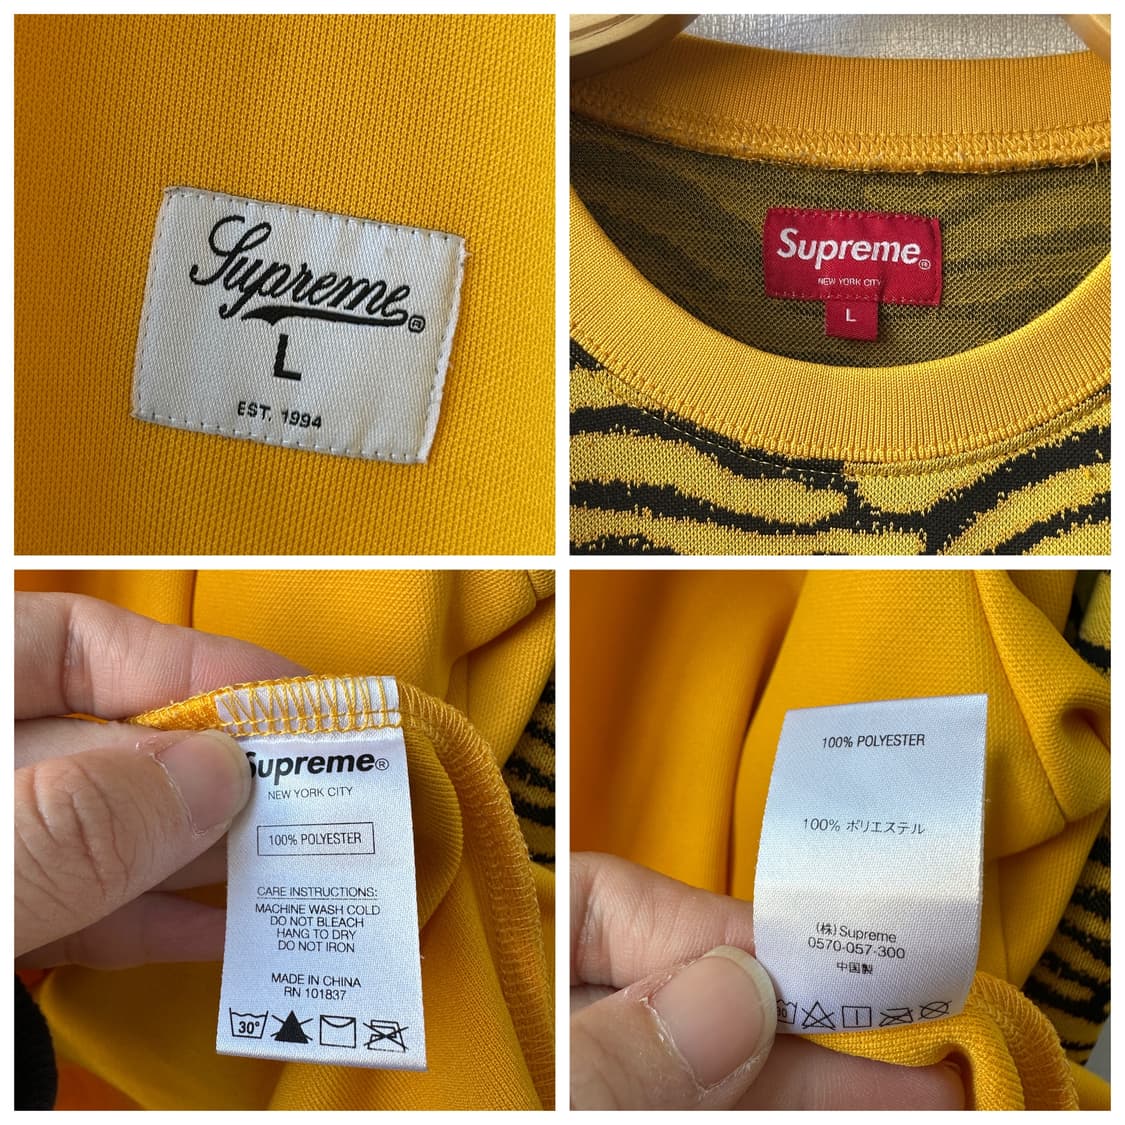 Supreme®
L
EST. 1994
Supreme®
NEW YORK CITY
L
Supreme®
NEW YORK CITY
100% POLYESTER
CARE INSTRUCTIONS:
MACHINE WASH COLD
DO NOT BLEACH
HANG TO DRY
DO NOT IRON
MADE IN CHINA
RN 101837
30°
100% POLYESTER
100% ポリエステル
(株)Supreme
0570-057-300
中国製
30